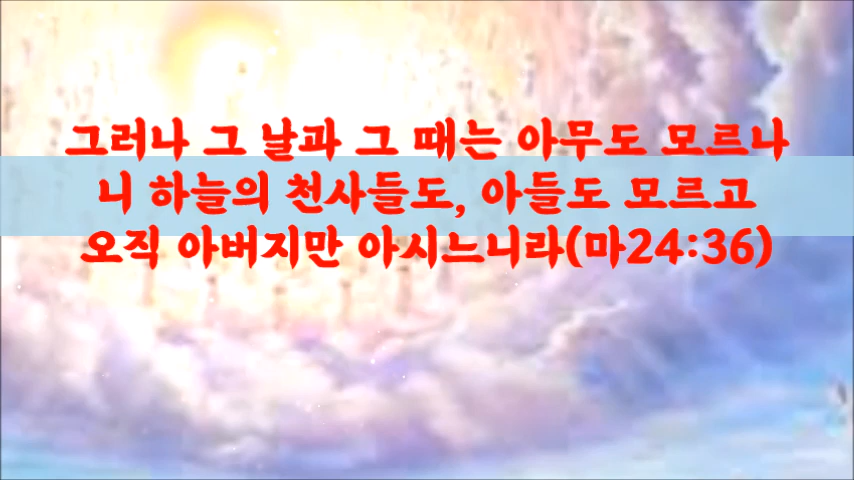 그러나 그 날과 그 때는 아무도 모르나
니 하늘의 천사들도, 아들도 모르고
오직 아버지만 아시느니라(마24:36)